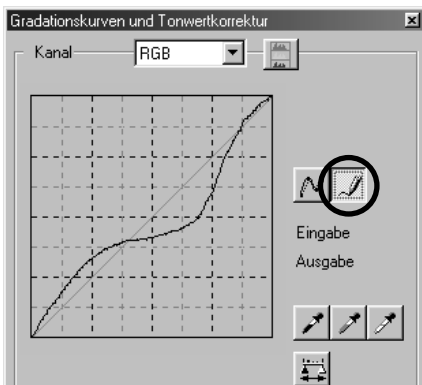 Gradationskurven und Tonwertkorrektur
Kanal
RGB
Eingabe
Ausgabe